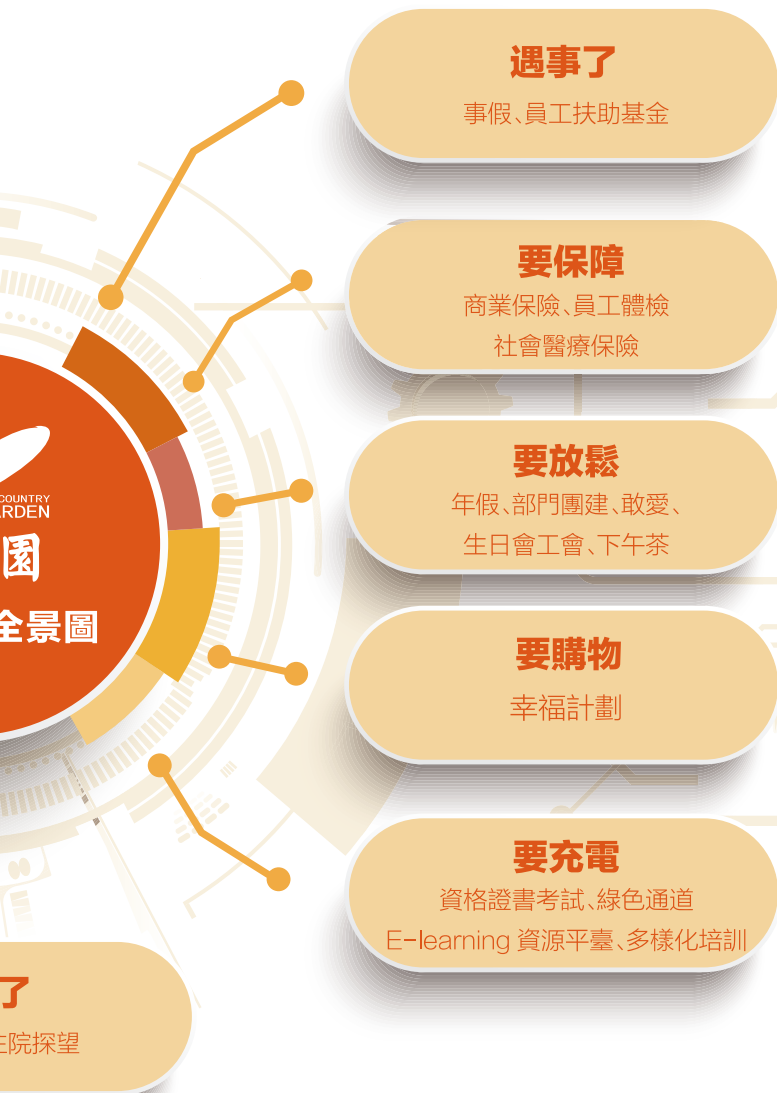 遇事了
事假、員工扶助基金
要保障
商業保險、員工體檢
社會醫療保險
COUNTRY
RDEN
園
全景圖
要放鬆
年假、部門團建、敢愛、
生日會工會、下午茶
要購物
幸福計劃
要充電
資格證書考試、綠色通道
E-learning 資源平臺、多樣化培訓
了
住院探望